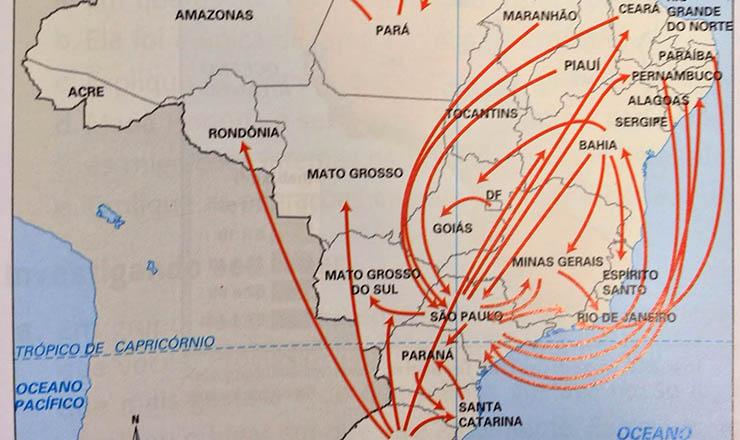 AMAZONAS
PARÁ
MARANHÃO
CEARÁ
GRANDE
DO NORTE
PARAÍBA
PIAUÍ
PERNAMBUCO
ACRE
ALAGOAS
TOCANTINS
SERGIPE
RONDÔNIA
BAHIA
MATO GROSSO
DF
GOIÁS
MINAS GERAIS
MATO GROSSO
DO SUL
ESPÍRITO
SANTO
SÃO PAULO
RIO DE JANEIRO
TRÓPICO DE CAPRICÓRNIO
PARANÁ
OCEANO
PACÍFICO
SANTA
CATARINA
N
OCEANO